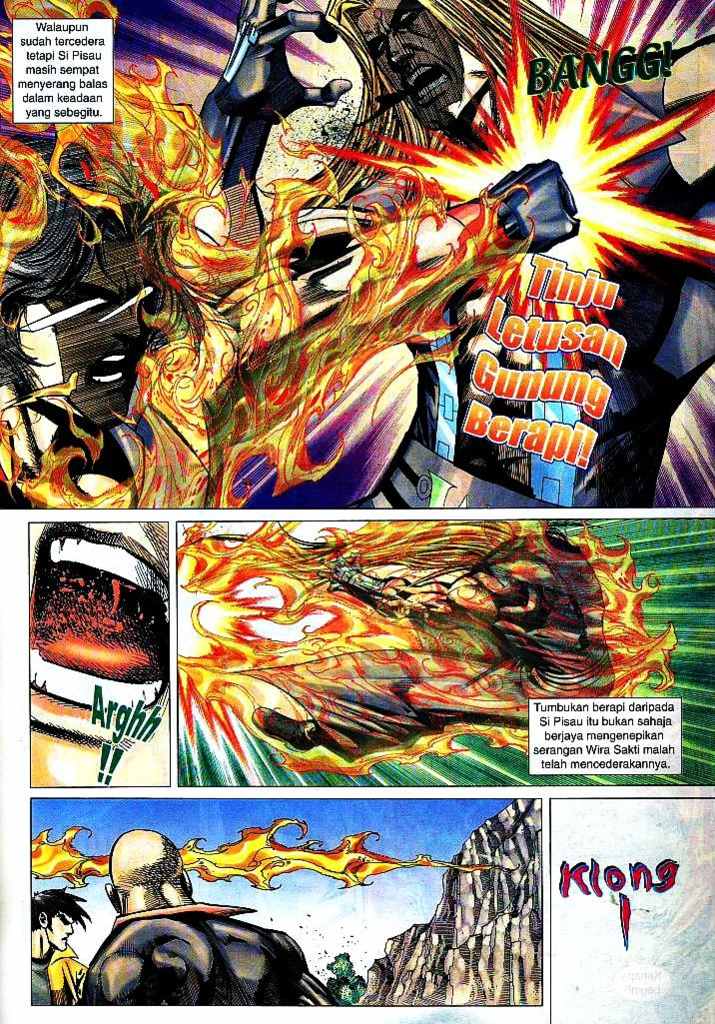 Walaupun
sudah tercedera
tetapi Si Pisau
masih sempat
menyerang balas
dalam keadaan
yang sebegitu.
BANGG!
Tinju
Letusan
Gunung
Berapi!
Arghh
!!
Tumbukan berapi daripada
Si Pisau itu bukan sahaja
berjaya mengenepikan
serangan Wira Sakti malah
telah mencederakannya.
Klong
!